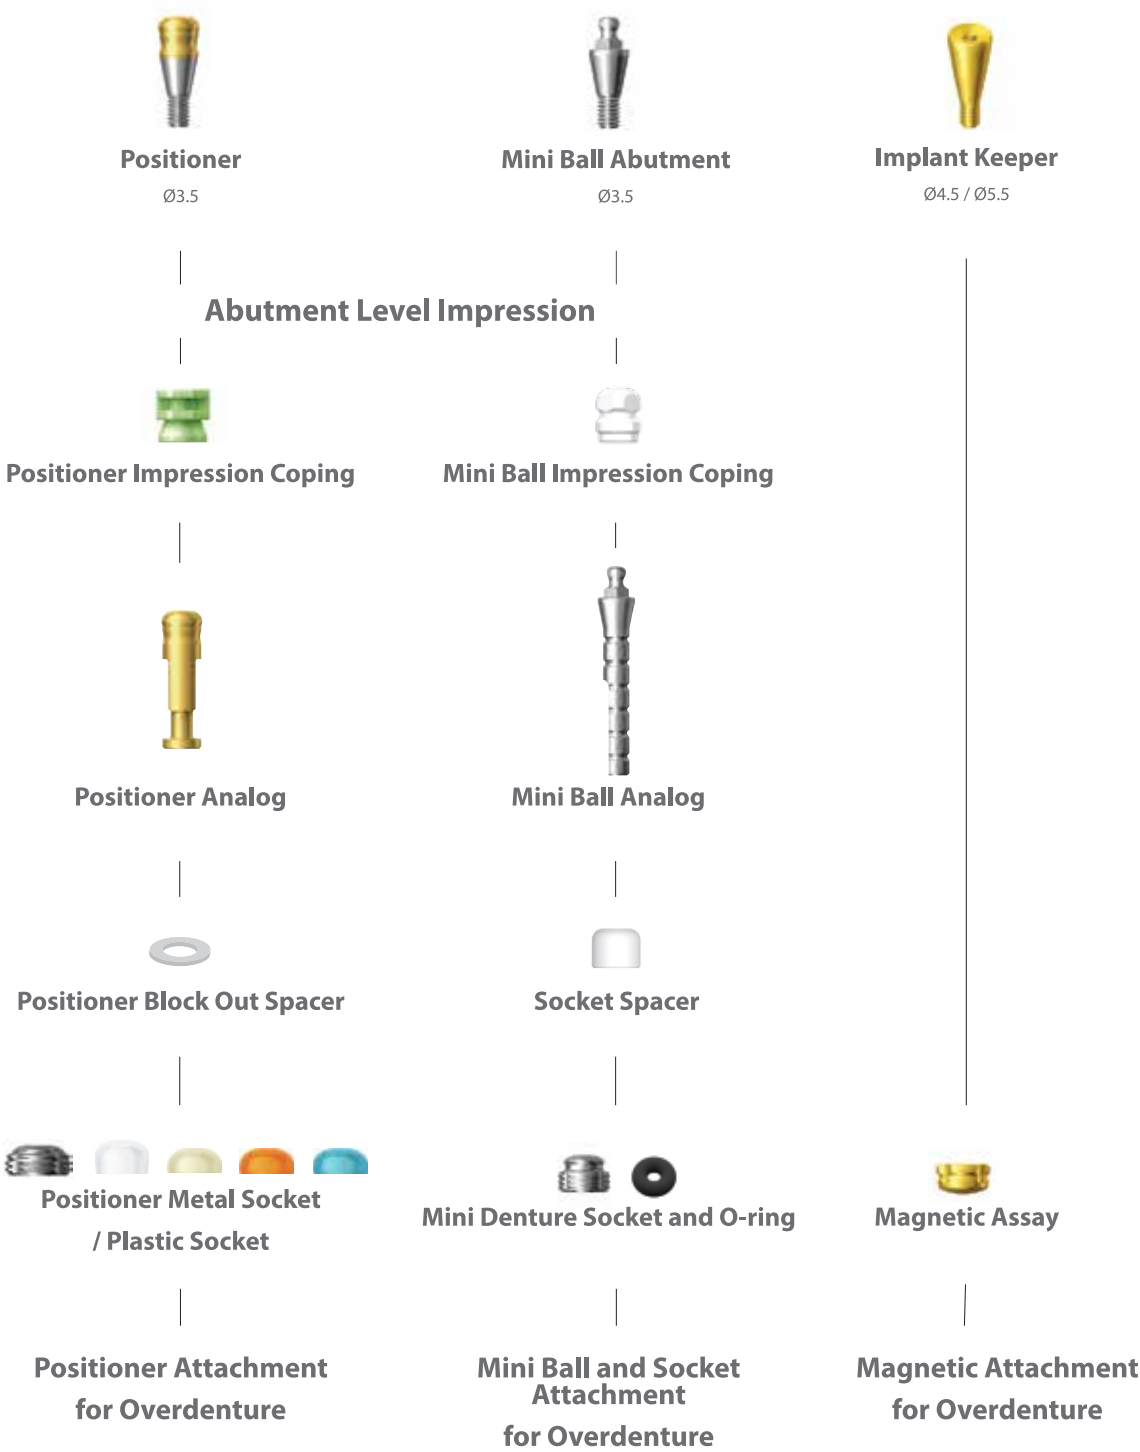 Positioner
Ø3.5
Mini Ball Abutment
Ø3.5
Implant Keeper
Ø4.5 / Ø5.5
Abutment Level Impression
Positioner Impression Coping
Mini Ball Impression Coping
Positioner Analog
Mini Ball Analog
Positioner Block Out Spacer
Socket Spacer
Positioner Metal Socket
/ Plastic Socket
Mini Denture Socket and O-ring
Magnetic Assay
Positioner Attachment
for Overdenture
Mini Ball and Socket
Attachment
for Overdenture
Magnetic Attachment
for Overdenture